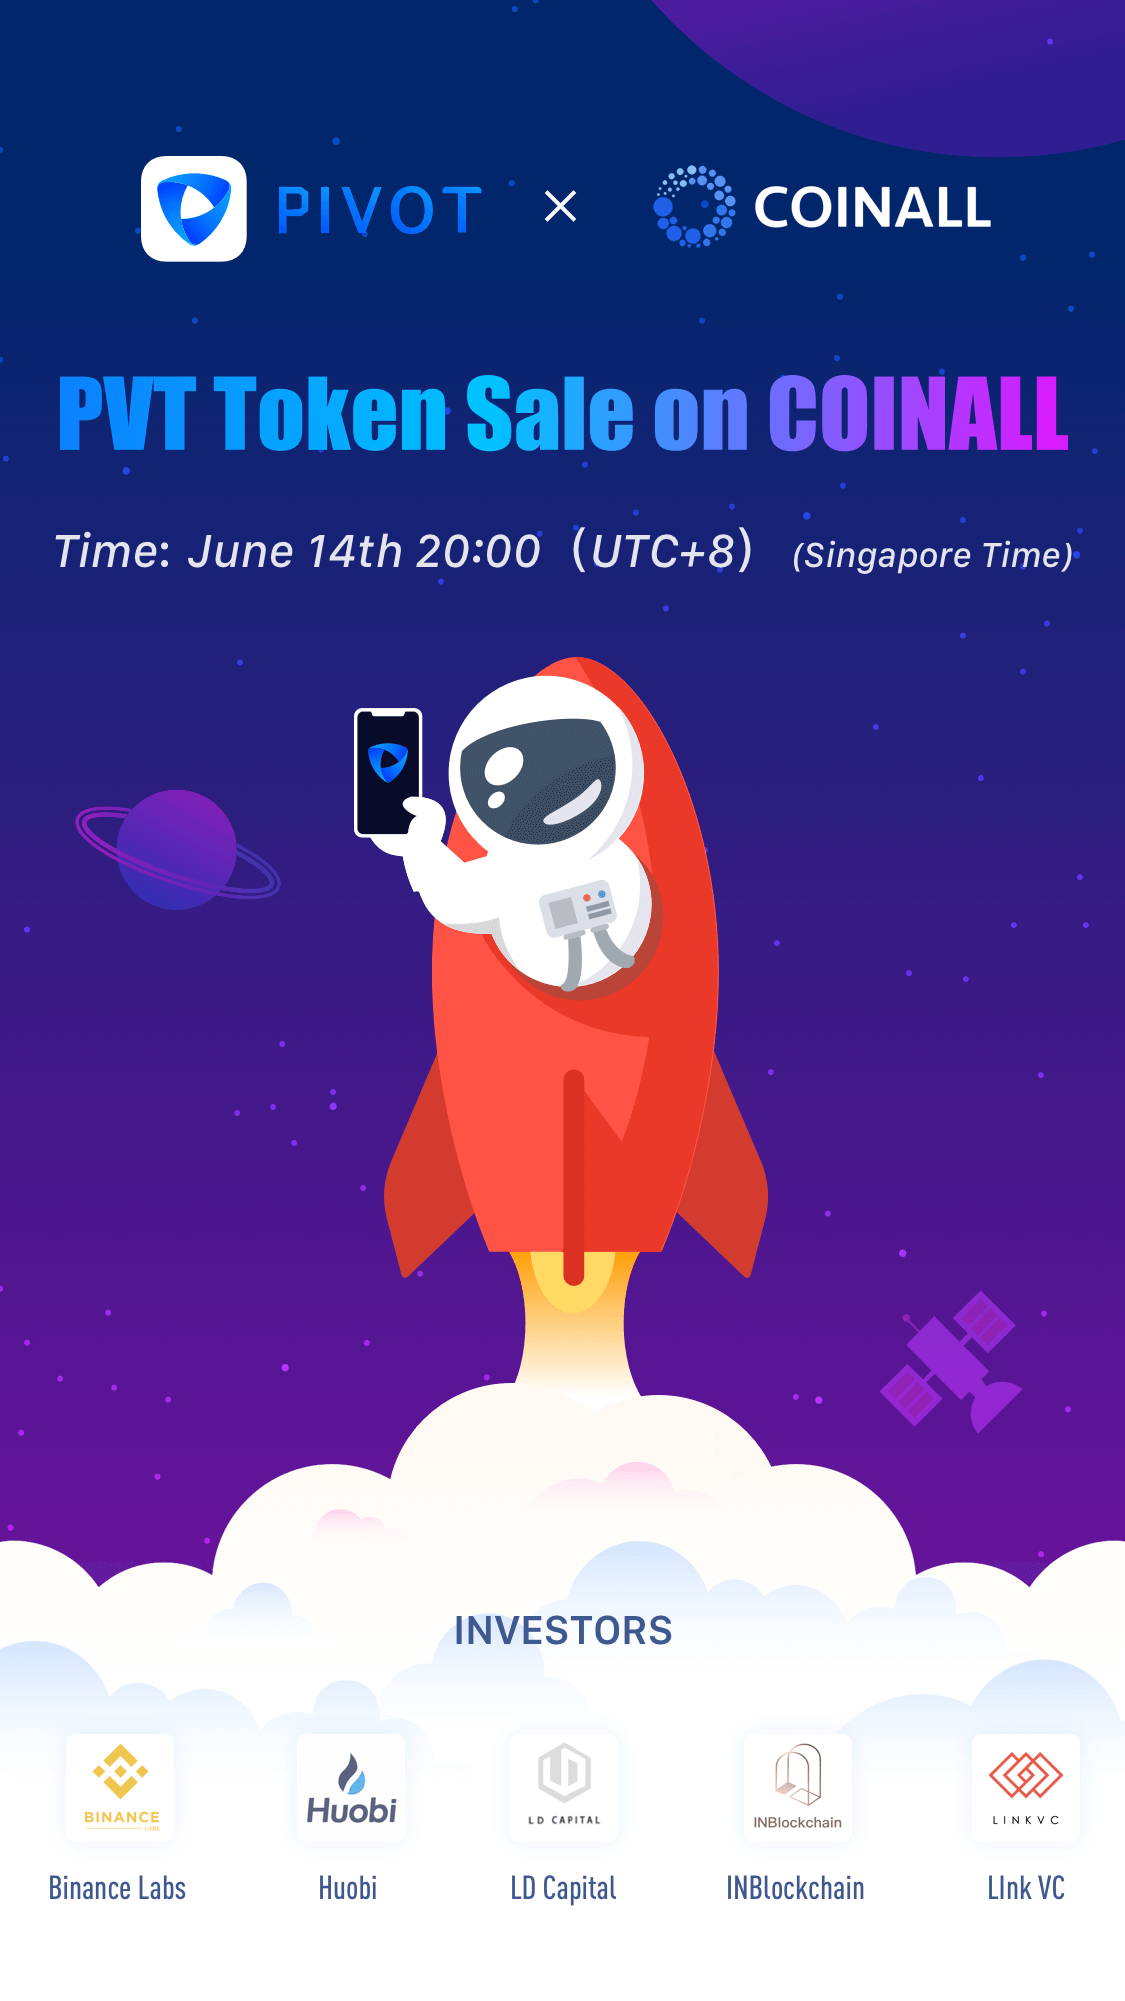 PIVOT × COINALL
PVT Token Sale on COINALL
Time: June 14th 20:00 (UTC+8) (Singapore Time)
INVESTORS
BINANCE
LABS
Huobi
LD CAPITAL
INBlockchain
LINKVC
Binance Labs
Huobi
LD Capital
INBlockchain
LInk VC